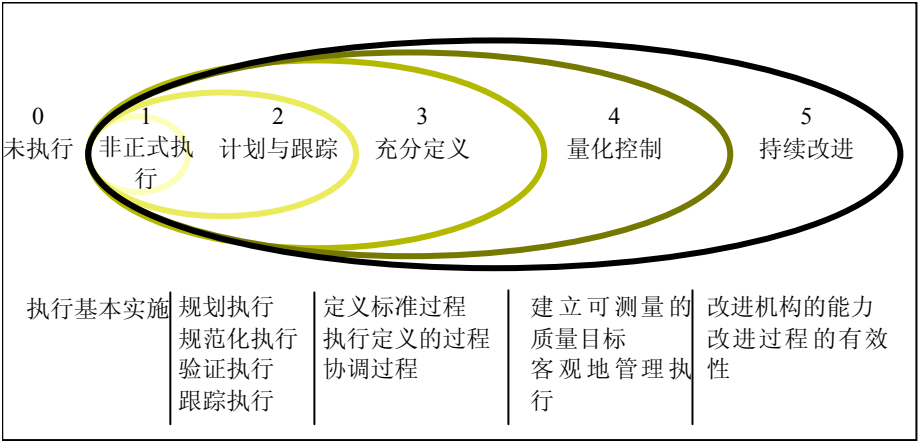 0
未执行
1
非正式执
行
2
计划与跟踪
3
充分定义
4
量化控制
5
持续改进
执行基本实施
规划执行
规范化执行
验证执行
跟踪执行
定义标准过程
执行定义的过程
协调过程
建立可测量的
质量目标
客观地管理执
行
改进机构的能力
改进过程的有效
性